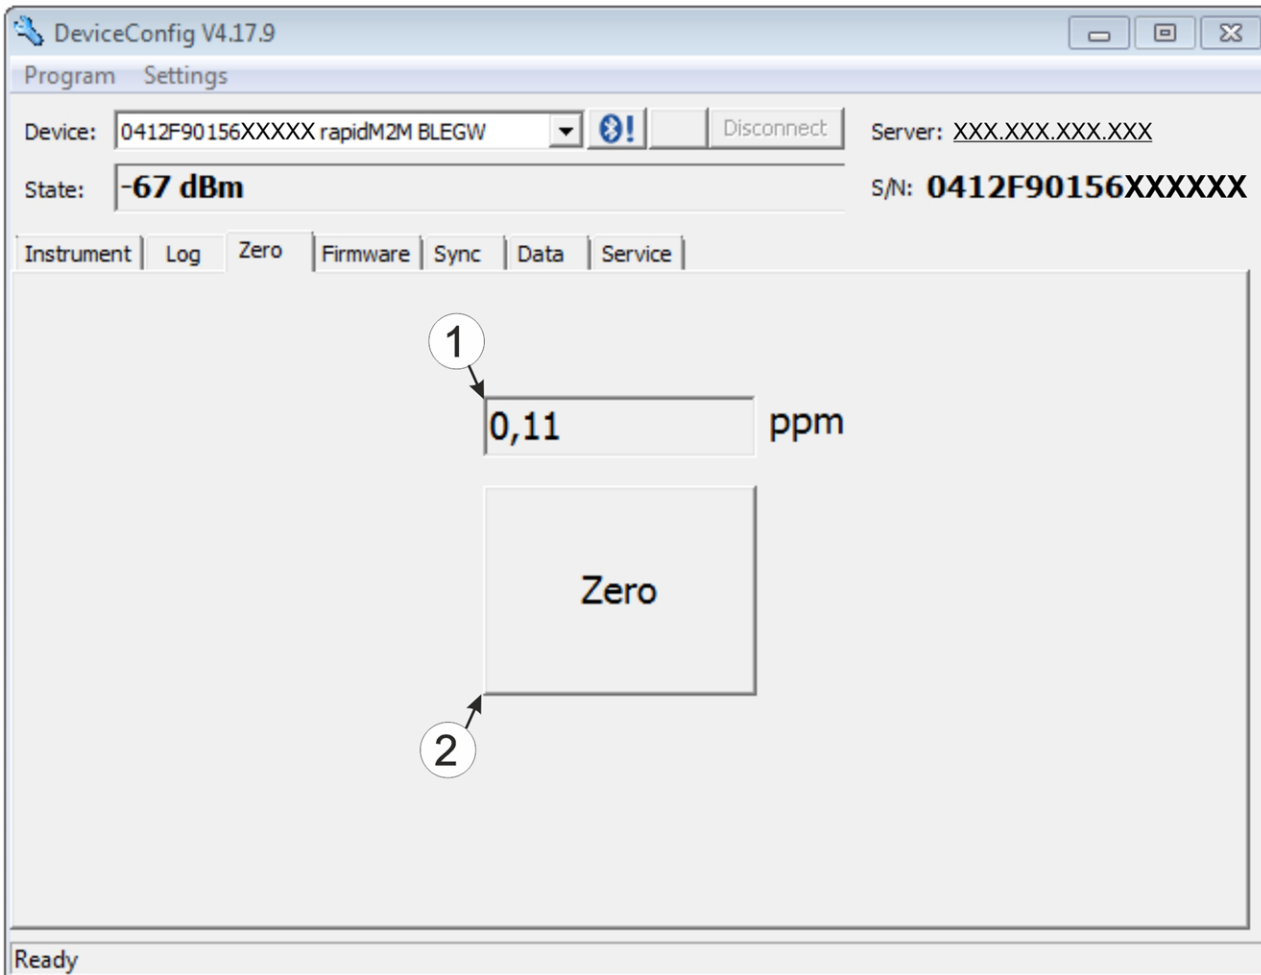 DeviceConfig V4.17.9
Program Settings
Device: 0412F90156XXXXX rapidM2M BLEGW Disconnect Server: XXX.XXX.XXX.XXX
State: -67 dBm S/N: 0412F90156XXXXXX
Instrument Log Zero Firmware Sync Data Service
1
0,11 ppm
Zero
2
Ready